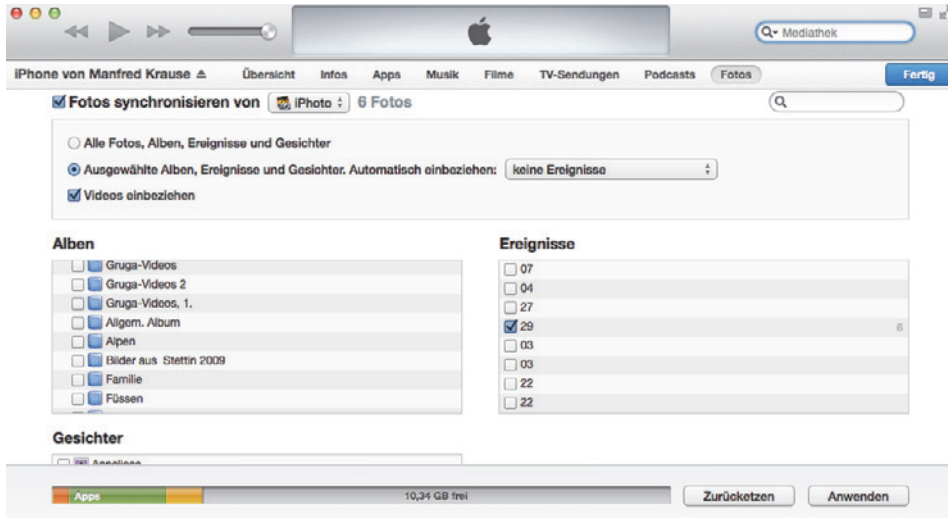 Mediathek
iPhone von Manfred Krause Übersicht Infos Apps Musik Filme TV-Sendungen Podcasts Fotos Fertig
Fotos synchronisieren von iPhoto 6 Fotos
Alle Fotos, Alben, Ereignisse und Gesichter
Ausgewählte Alben, Ereignisse und Gesichter. Automatisch einbeziehen: keine Ereignisse
Videos einbeziehen
Alben
Gruga-Videos
Gruga-Videos 2
Gruga-Videos, 1.
Allgem. Album
Alpen
Bilder aus Stettin 2009
Familie
Füssen
Ereignisse
07
04
27
29 6
03
03
22
22
Gesichter
Apps 10,34 GB frei Zurücketzen Anwenden